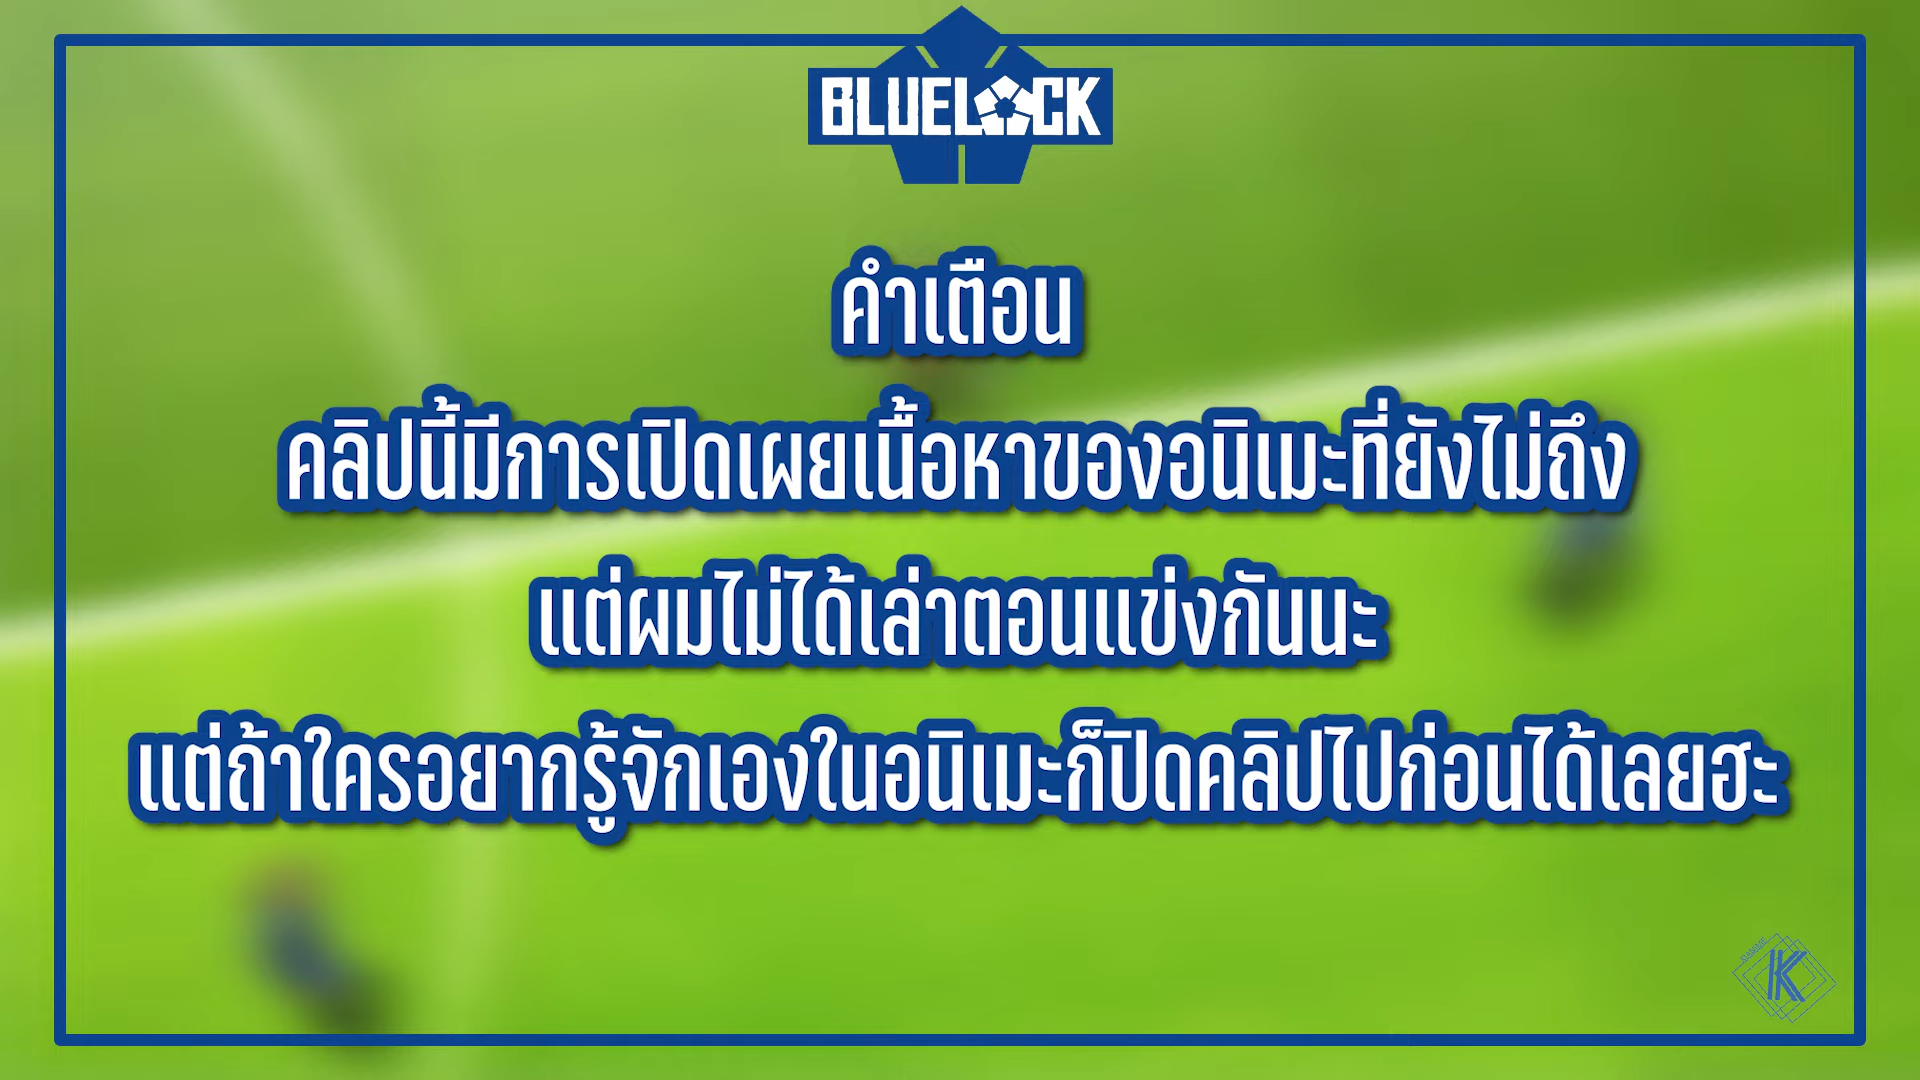 BLUELOCK
คำเตือน
คลิปนี้มีการเปิดเผยเนื้อหาของอนิเมะที่ยังไม่ถึง
แต่ผมไม่ได้เล่าตอนแข่งกันนะ
แต่ถ้าใครอยากรู้จักเองในอนิเมะก็ปิดคลิปไปก่อนได้เลยฮะ
K